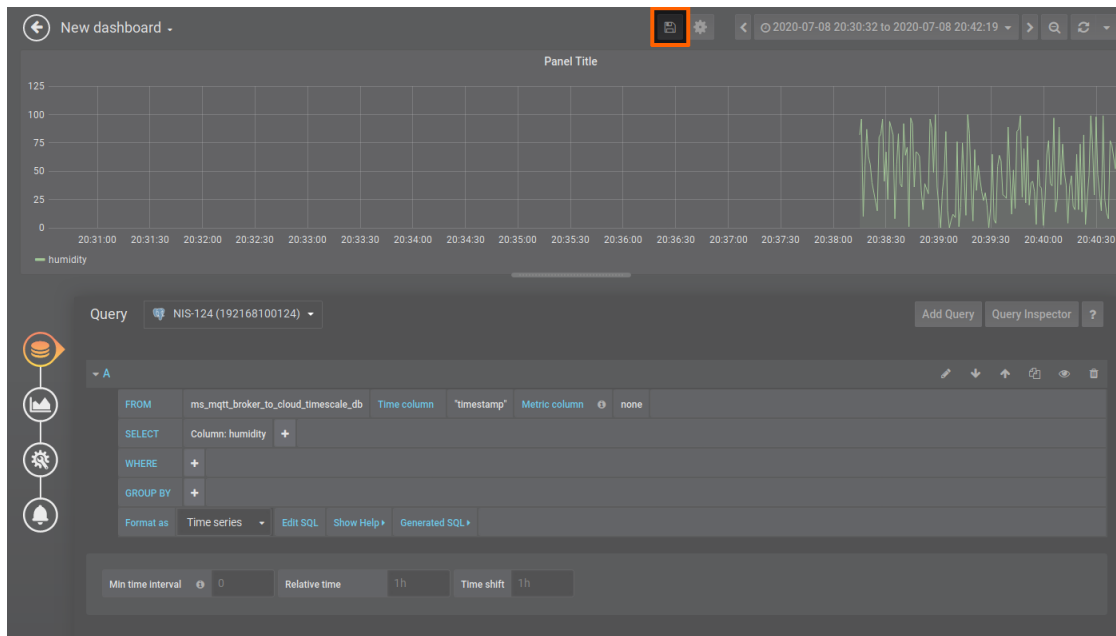 New dashboard
2020-07-08 20:30:32 to 2020-07-08 20:42:19
Panel Title
125
100
75
50
25
0
20:31:00 20:31:30 20:32:00 20:32:30 20:33:00 20:33:30 20:34:00 20:34:30 20:35:00 20:35:30 20:36:00 20:36:30 20:37:00 20:37:30 20:38:00 20:38:30 20:39:00 20:39:30 20:40:00 20:40:30
humidity
Query NIS-124 (192168100124) Add Query Query Inspector ?
A
FROM ms_mqtt_broker_to_cloud_timescale_db Time column "timestamp" Metric column none
SELECT Column: humidity +
WHERE +
GROUP BY +
Format as Time series Edit SQL Show Help Generated SQL
Min time interval 0 Relative time 1h Time shift 1h